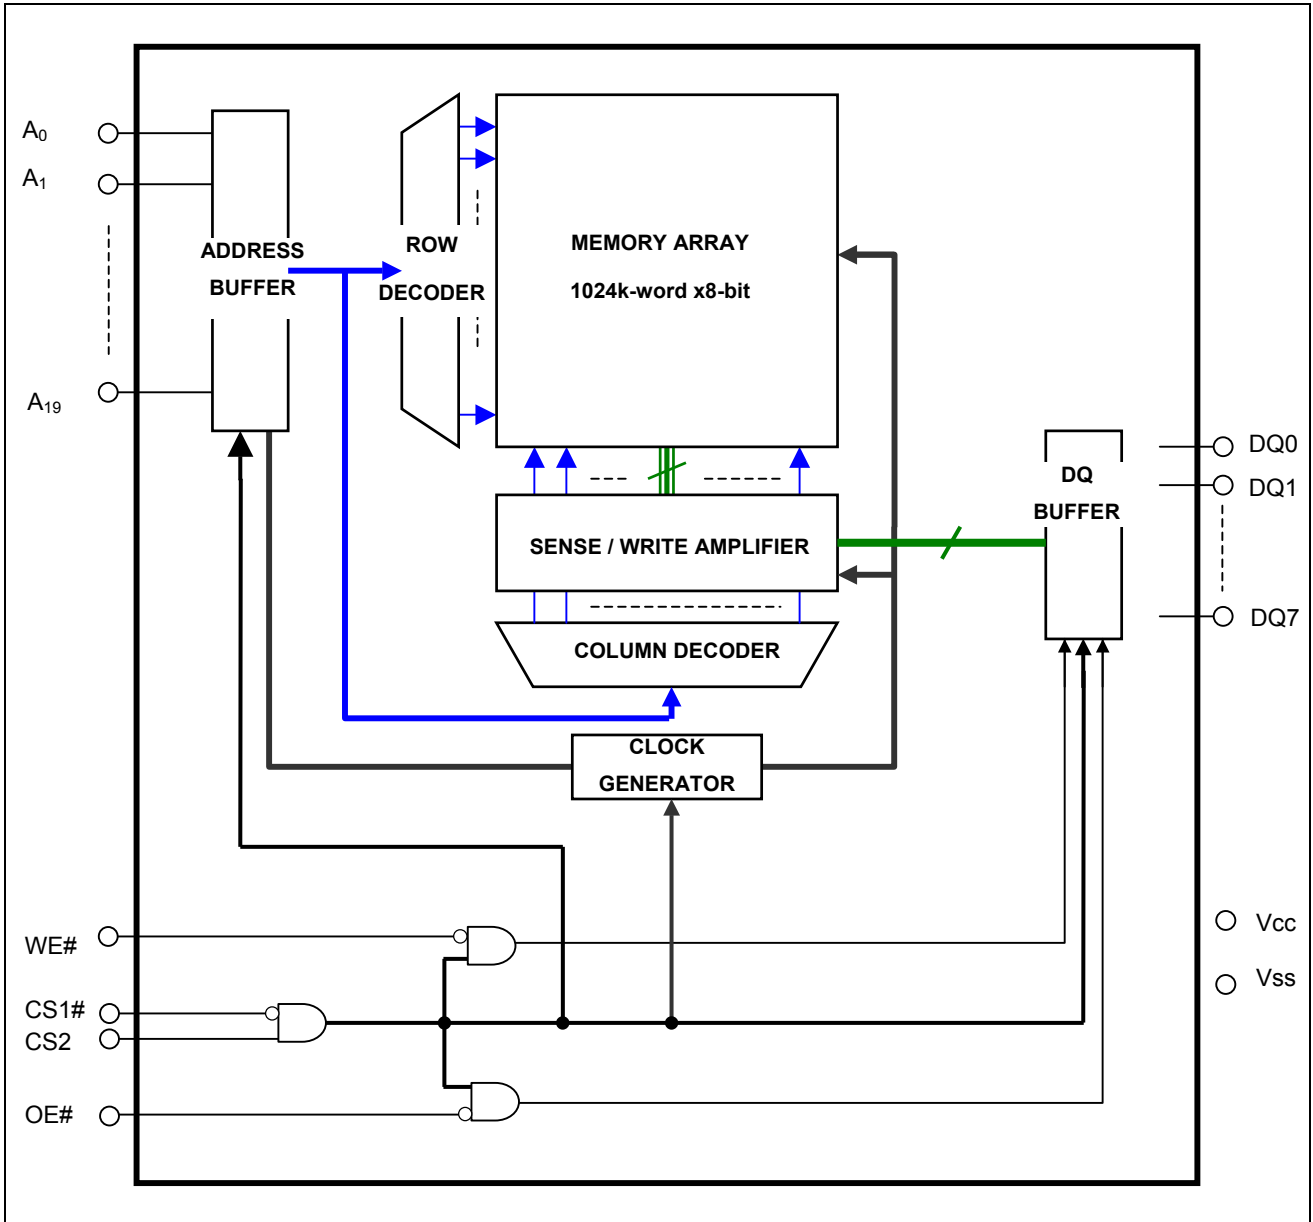 A0
A1
A19
ADDRESS
BUFFER
ROW
DECODER
MEMORY ARRAY
1024k-word x8-bit
SENSE / WRITE AMPLIFIER
COLUMN DECODER
CLOCK
GENERATOR
DQ
BUFFER
DQ0
DQ1
DQ7
WE#
CS1#
CS2
OE#
Vcc
Vss